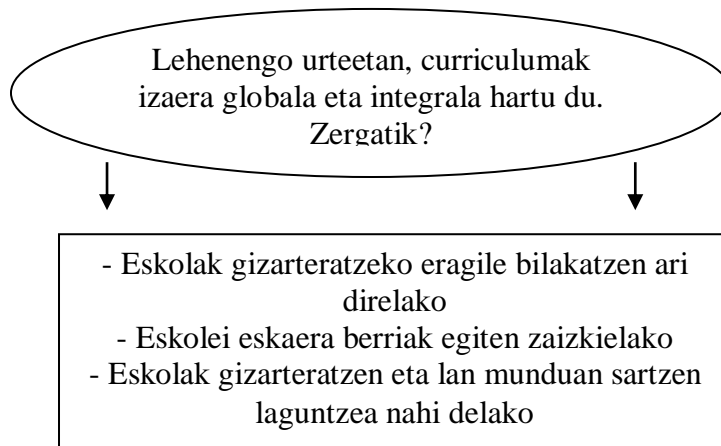 Lehenengo urteetan, curriculumak
izaera globala eta integrala hartu du.
Zergatik?
- Eskolak gizarteratzeko eragile bilakatzen ari
direlako
- Eskolei eskaera berriak egiten zaizkielako
- Eskolak gizarteratzen eta lan munduan sartzen
laguntzea nahi delako